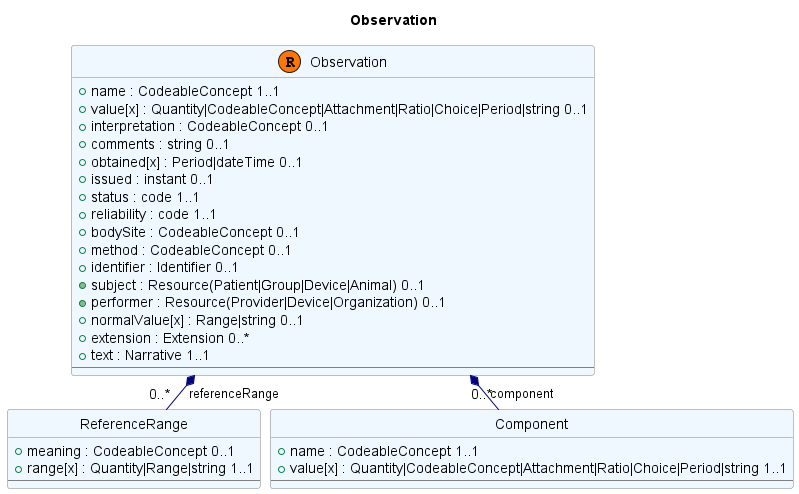 Observation
R Observation
name : CodeableConcept 1..1
value[x] : Quantity|CodeableConcept|Attachment|Ratio|Choice|Period|string 0..1
interpretation : CodeableConcept 0..1
comments : string 0..1
obtained[x] : Period|dateTime 0..1
issued : instant 0..1
status : code 1..1
reliability : code 1..1
bodySite : CodeableConcept 0..1
method : CodeableConcept 0..1
identifier : Identifier 0..1
subject : Resource(Patient|Group|Device|Animal) 0..1
performer : Resource(Provider|Device|Organization) 0..1
normalValue[x] : Range|string 0..1
extension : Extension 0..*
text : Narrative 1..1
0..* referenceRange
0..* component
ReferenceRange
meaning : CodeableConcept 0..1
range[x] : Quantity|Range|string 1..1
Component
name : CodeableConcept 1..1
value[x] : Quantity|CodeableConcept|Attachment|Ratio|Choice|Period|string 1..1